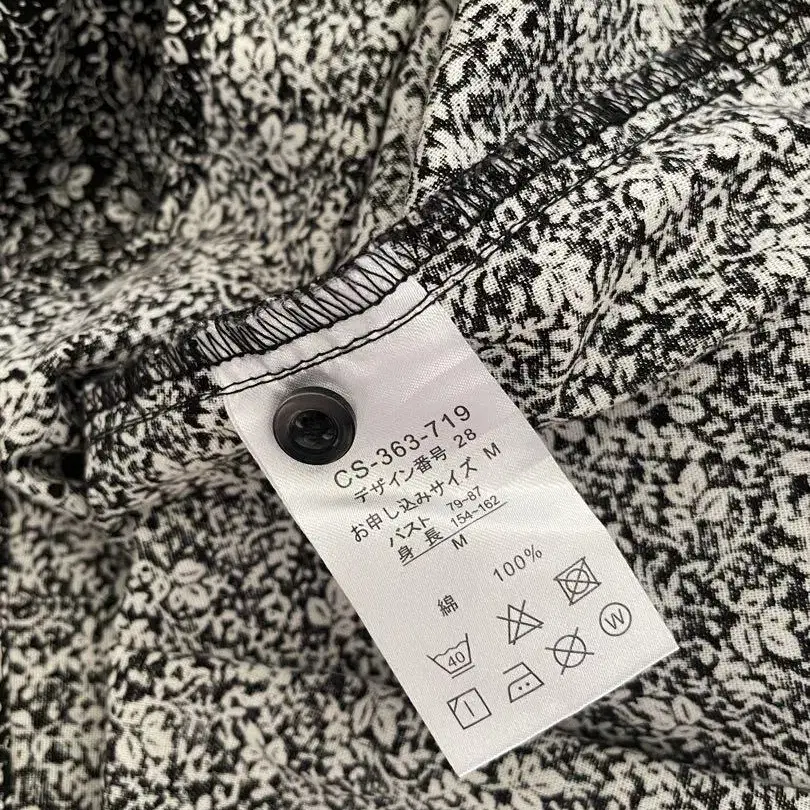 CS-363-719
デザイン番号 28
お申し込みサイズ M
バスト 79~87
身長 154~162
M
綿 100%
40
W